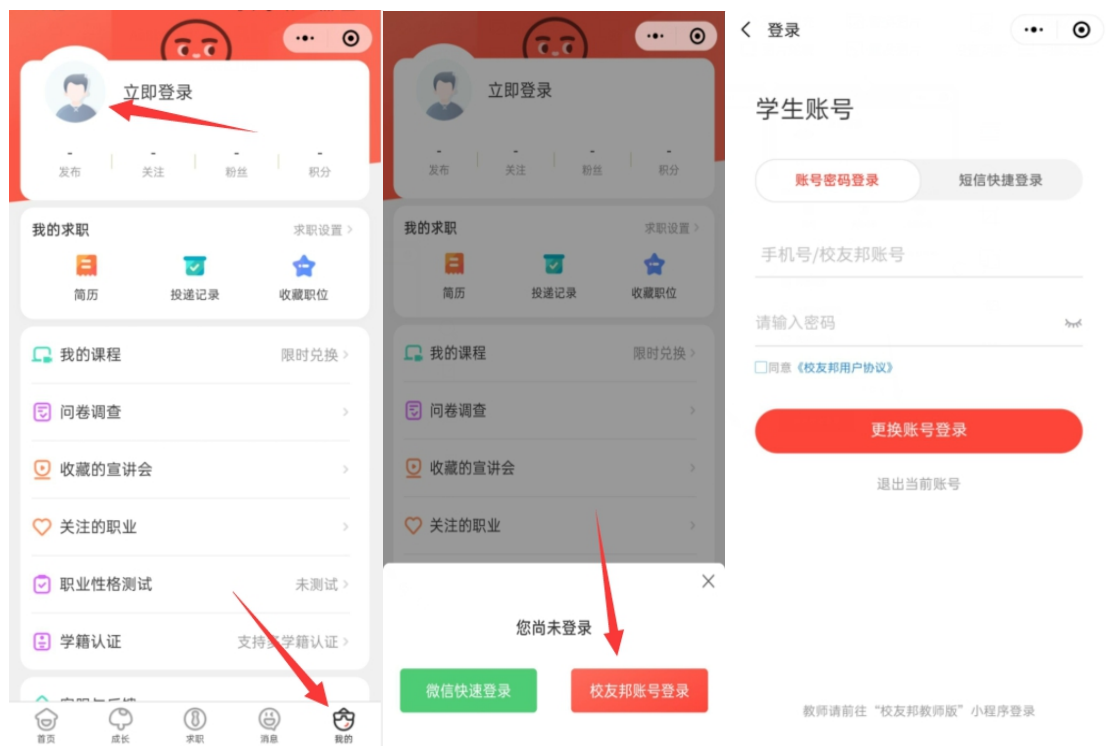 立即登录
-
-
-
-
发布
关注
粉丝
积分
我的求职
求职设置
简历
投递记录
收藏职位
我的课程
限时兑换
问卷调查
收藏的宣讲会
关注的职业
职业性格测试
未测试
学籍认证
支持多学籍认证
首页
成长
求职
消息
我的
立即登录
-
-
-
-
发布
关注
粉丝
积分
我的求职
求职设置
简历
投递记录
收藏职位
我的课程
限时兑换
问卷调查
收藏的宣讲会
关注的职业
您尚未登录
微信快速登录
校友邦账号登录
登录
学生账号
账号密码登录
短信快捷登录
手机号/校友邦账号
请输入密码
同意《校友邦用户协议》
更换账号登录
退出当前账号
教师请前往“校友邦教师版”小程序登录